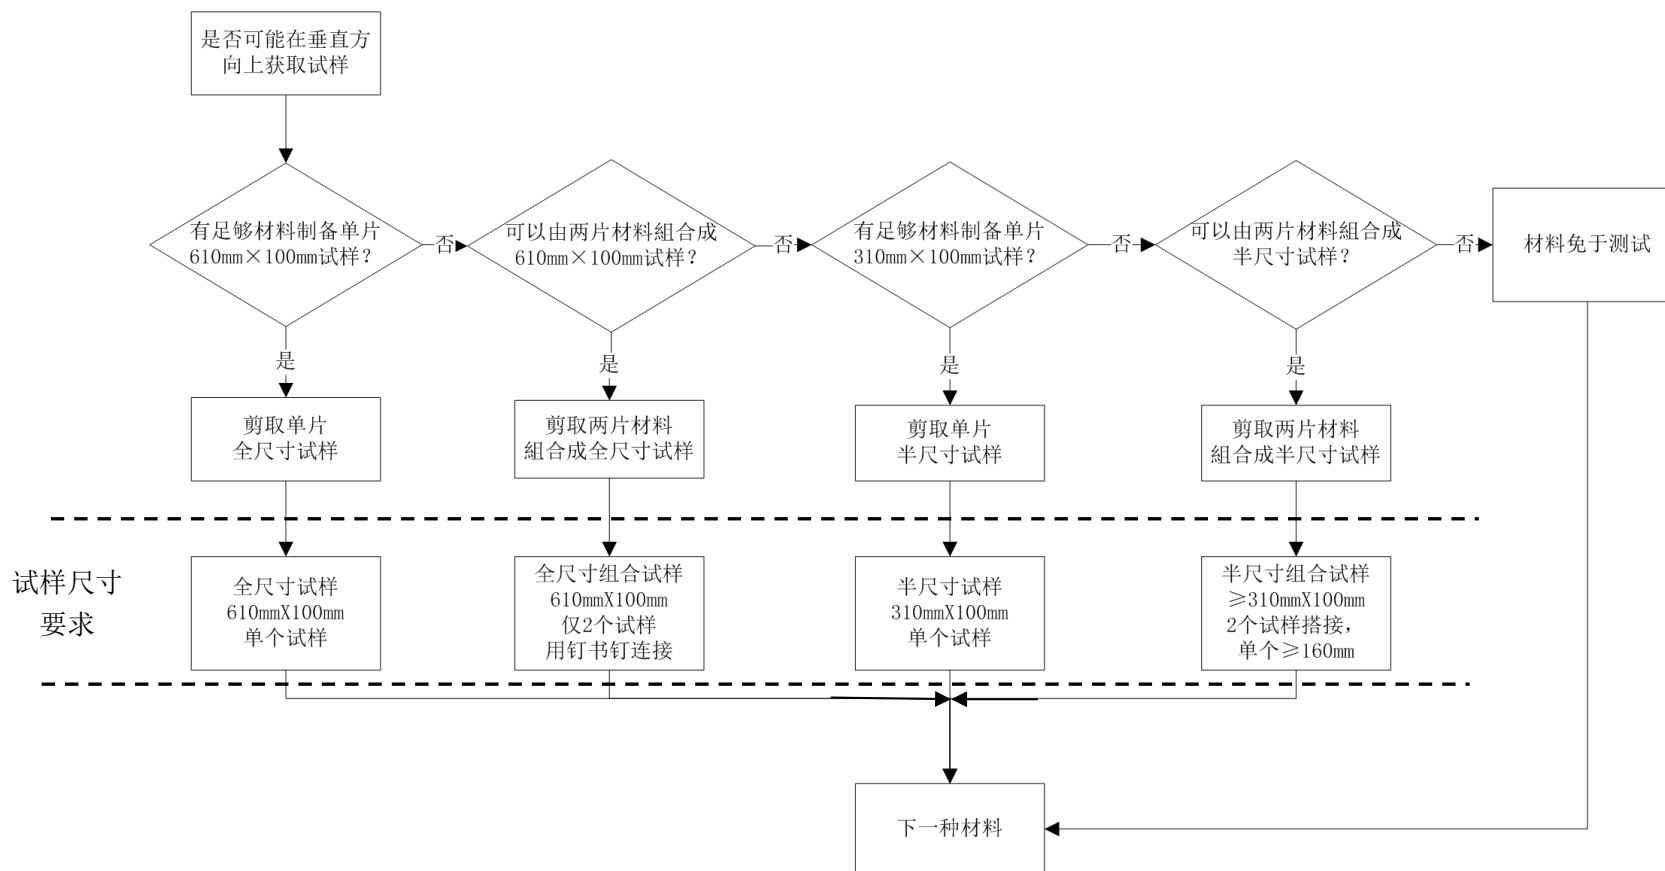 是否可能在垂直方
向上获取试样
有足够材料制备单片
610mm×100mm试样？
否
可以由两片材料組合成
610mm×100mm试样？
否
有足够材料制备单片
310mm×100mm试样？
否
可以由两片材料組合成
半尺寸试样？
否
材料免于测试
是
是
是
是
剪取单片
全尺寸试样
剪取两片材料
組合成全尺寸试样
剪取单片
半尺寸试样
剪取两片材料
組合成半尺寸试样
试样尺寸
要求
全尺寸试样
610mmX100mm
单个试样
全尺寸组合试样
610mmX100mm
仅2个试样
用钉书钉连接
半尺寸试样
310mmX100mm
单个试样
半尺寸组合试样
≥310mmX100mm
2个试样搭接，
单个≥160mm
下一种材料